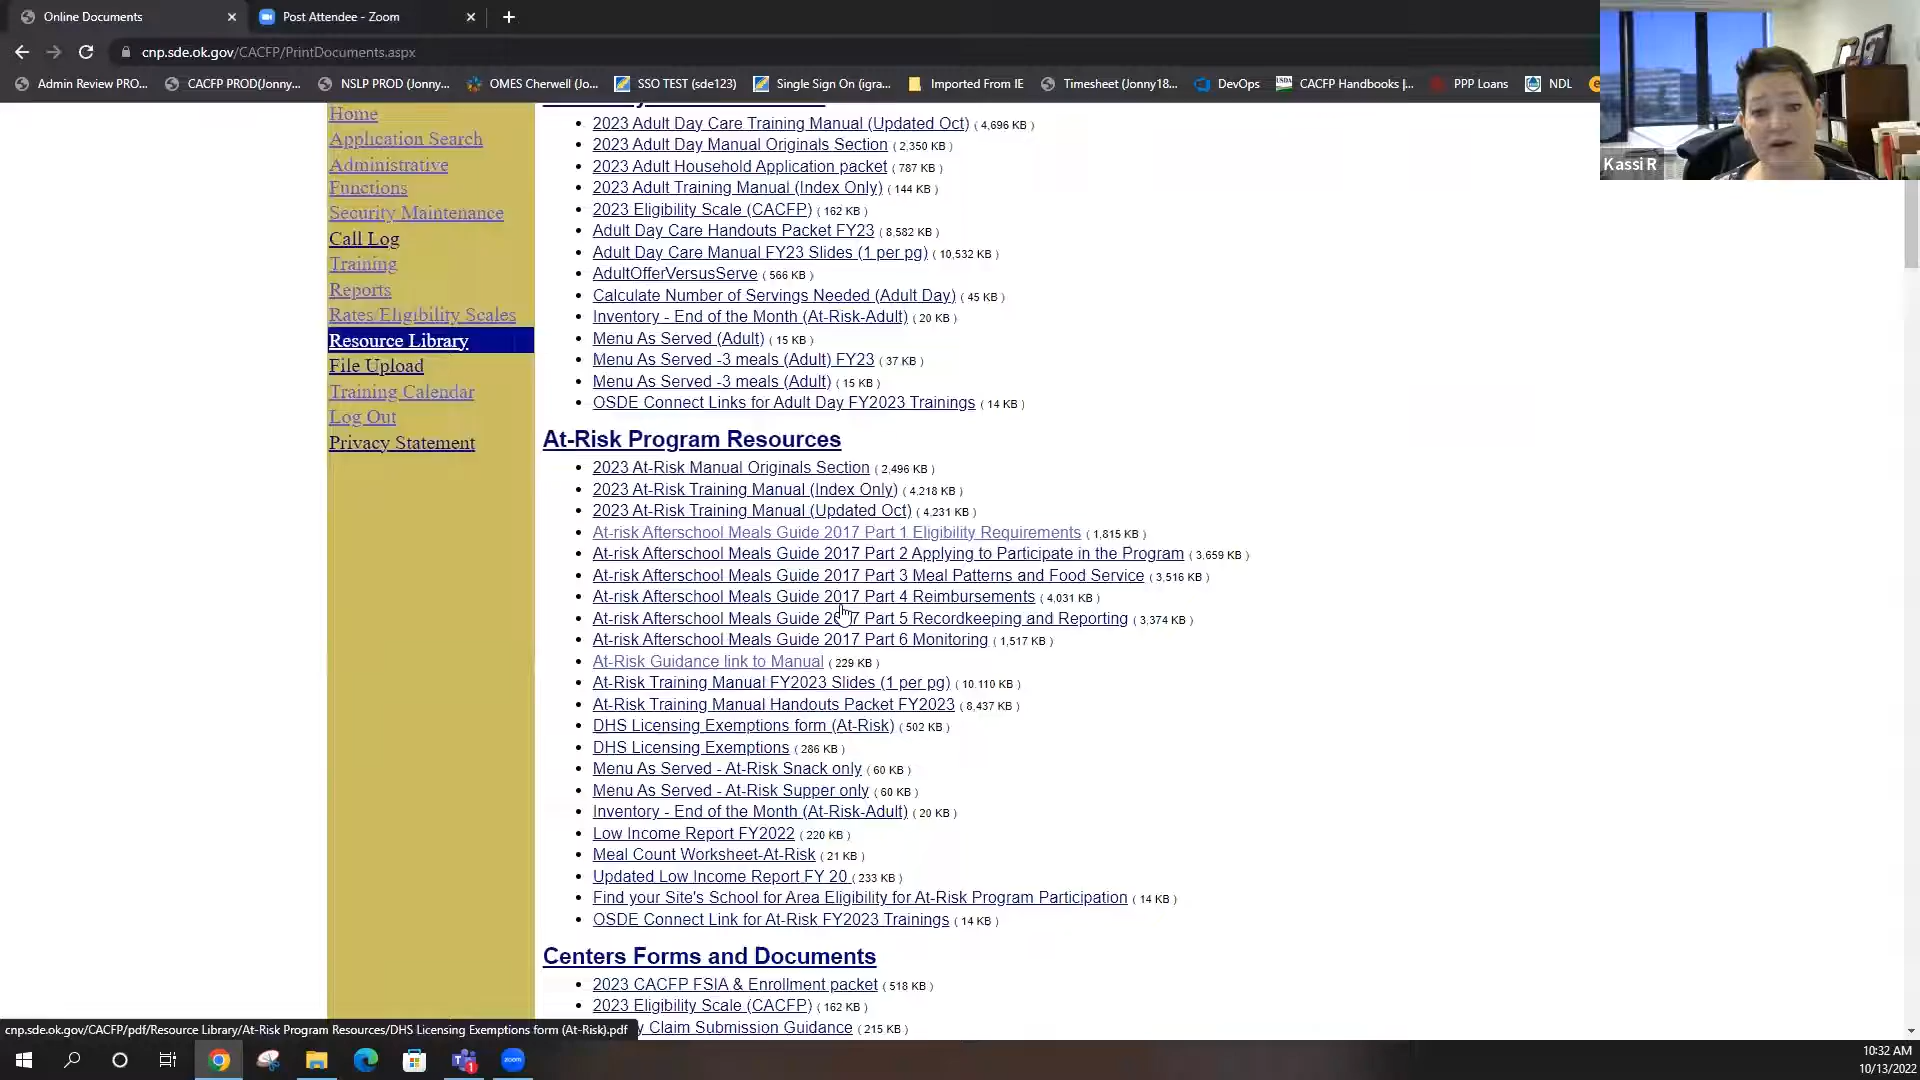 Online Documents
Post Attendee - Zoom
cnp.sde.ok.gov/CACFP/PrintDocuments.aspx
Admin Review PRO... CACFP PROD(Jonny... NSLP PROD (Jonny... OMES Cherwell (Jo... SSO TEST (sde123) Single Sign On (igra... Imported From IE Timesheet (Jonny18... DevOps CACFP Handbooks |... PPP Loans NDL
Kassi R
Home
Application Search
Administrative
Functions
Security Maintenance
Call Log
Training
Reports
Rates/Eligibility Scales
Resource Library
File Upload
Training Calendar
Log Out
Privacy Statement
2023 Adult Day Care Training Manual (Updated Oct) ( 4,696 KB )
2023 Adult Day Manual Originals Section ( 2,350 KB )
2023 Adult Household Application packet ( 787 KB )
2023 Adult Training Manual (Index Only) ( 144 KB )
2023 Eligibility Scale (CACFP) ( 162 KB )
Adult Day Care Handouts Packet FY23 ( 8,582 KB )
Adult Day Care Manual FY23 Slides (1 per pg) ( 10,532 KB )
AdultOfferVersusServe ( 566 KB )
Calculate Number of Servings Needed (Adult Day) ( 45 KB )
Inventory - End of the Month (At-Risk-Adult) ( 20 KB )
Menu As Served (Adult) ( 15 KB )
Menu As Served -3 meals (Adult) FY23 ( 37 KB )
Menu As Served -3 meals (Adult) ( 15 KB )
OSDE Connect Links for Adult Day FY2023 Trainings ( 14 KB )
At-Risk Program Resources
2023 At-Risk Manual Originals Section ( 2,496 KB )
2023 At-Risk Training Manual (Index Only) ( 4,218 KB )
2023 At-Risk Training Manual (Updated Oct) ( 4,231 KB )
At-risk Afterschool Meals Guide 2017 Part 1 Eligibility Requirements ( 1,815 KB )
At-risk Afterschool Meals Guide 2017 Part 2 Applying to Participate in the Program ( 3,659 KB )
At-risk Afterschool Meals Guide 2017 Part 3 Meal Patterns and Food Service ( 3,516 KB )
At-risk Afterschool Meals Guide 2017 Part 4 Reimbursements ( 4,031 KB )
At-risk Afterschool Meals Guide 2017 Part 5 Recordkeeping and Reporting ( 3,374 KB )
At-risk Afterschool Meals Guide 2017 Part 6 Monitoring ( 1,517 KB )
At-Risk Guidance link to Manual ( 229 KB )
At-Risk Training Manual FY2023 Slides (1 per pg) ( 10,110 KB )
At-Risk Training Manual Handouts Packet FY2023 ( 8,437 KB )
DHS Licensing Exemptions form (At-Risk) ( 502 KB )
DHS Licensing Exemptions ( 286 KB )
Menu As Served - At-Risk Snack only ( 60 KB )
Menu As Served - At-Risk Supper only ( 60 KB )
Inventory - End of the Month (At-Risk-Adult) ( 20 KB )
Low Income Report FY2022 ( 220 KB )
Meal Count Worksheet-At-Risk ( 21 KB )
Updated Low Income Report FY 20 ( 233 KB )
Find your Site's School for Area Eligibility for At-Risk Program Participation ( 14 KB )
OSDE Connect Link for At-Risk FY2023 Trainings ( 14 KB )
Centers Forms and Documents
2023 CACFP FSIA & Enrollment packet ( 518 KB )
2023 Eligibility Scale (CACFP) ( 162 KB )
y Claim Submission Guidance ( 215 KB )
cnp.sde.ok.gov/CACFP/pdf/Resource Library/At-Risk Program Resources/DHS Licensing Exemptions form (At-Risk).pdf
1
zoom
10:32 AM
10/13/2022